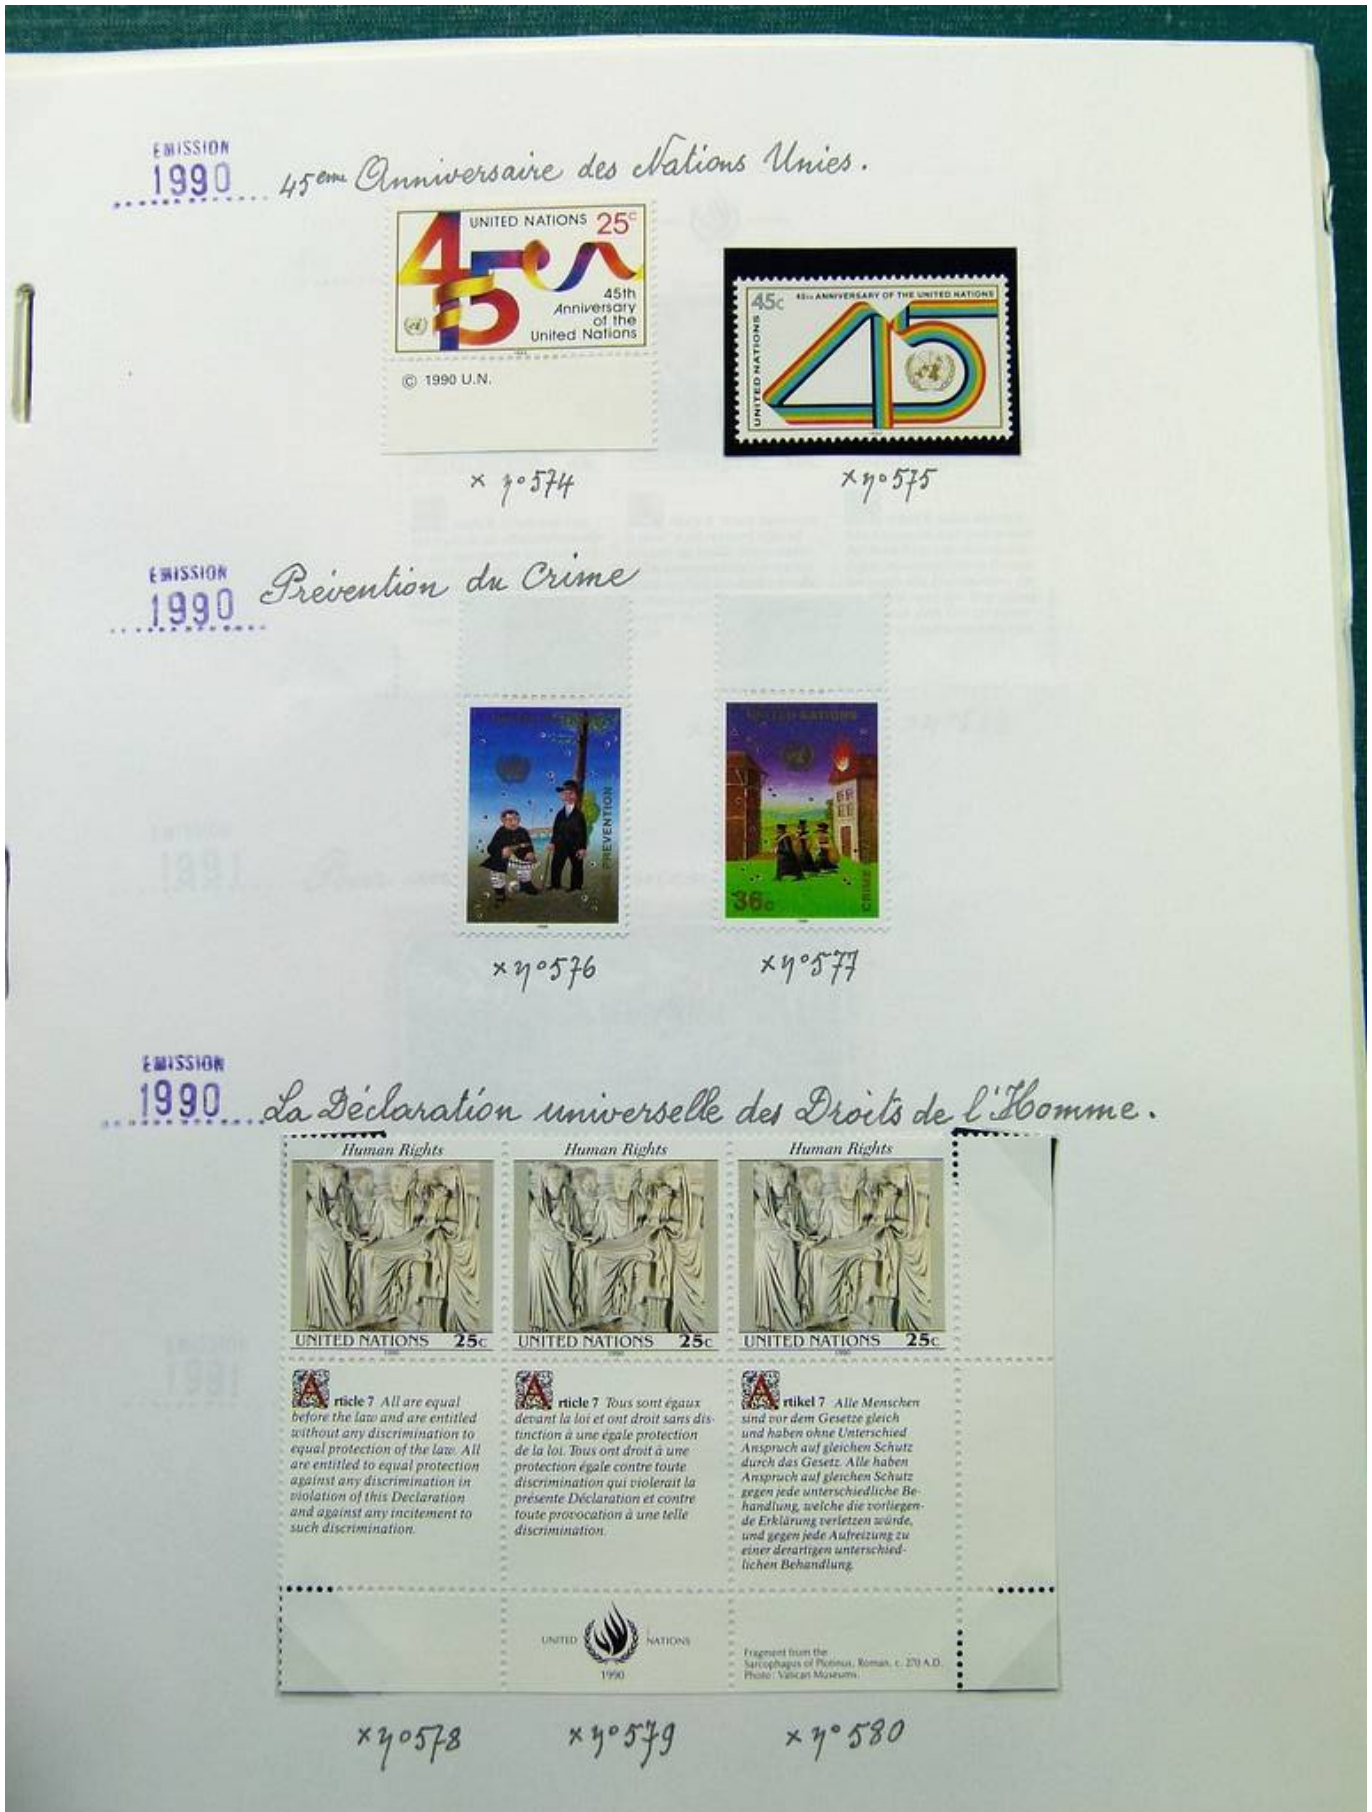 EMISSION
1990
45eme Anniversaire des Nations Unies.
UNITED NATIONS 25c
45th
Anniversary
of the
United Nations
© 1990 U.N.
45c 45th ANNIVERSARY OF THE UNITED NATIONS
UNITED NATIONS
x n° 574
x n° 575
EMISSION
1990
Prévention du Crime
PREVENTION
UNITED NATIONS
36c
CRIME
x n° 576
x n° 577
EMISSION
1990
La Déclaration universelle des Droits de l'Homme.
Human Rights
UNITED NATIONS 25c
1990
Human Rights
UNITED NATIONS 25c
1990
Human Rights
UNITED NATIONS 25c
1990
Article 7 All are equal
before the law and are entitled
without any discrimination to
equal protection of the law. All
are entitled to equal protection
against any discrimination in
violation of this Declaration
and against any incitement to
such discrimination.
Article 7 Tous sont égaux
devant la loi et ont droit sans dis-
tinction à une égale protection
de la loi. Tous ont droit à une
protection égale contre toute
discrimination qui violerait la
présente Déclaration et contre
toute provocation à une telle
discrimination.
Artikel 7 Alle Menschen
sind vor dem Gesetze gleich
und haben ohne Unterschied
Anspruch auf gleichen Schutz
durch das Gesetz. Alle haben
Anspruch auf gleichen Schutz
gegen jede unterschiedliche Be-
handlung, welche die vorliegen-
de Erklärung verletzen würde,
und gegen jede Aufreizung zu
einer derartigen unterschied-
lichen Behandlung.
UNITED NATIONS
1990
Fragment from the
Sarcophagus of Plotinus, Roman, c. 270 A.D.
Photo: Vatican Museums.
x n° 578
x n° 579
x n° 580